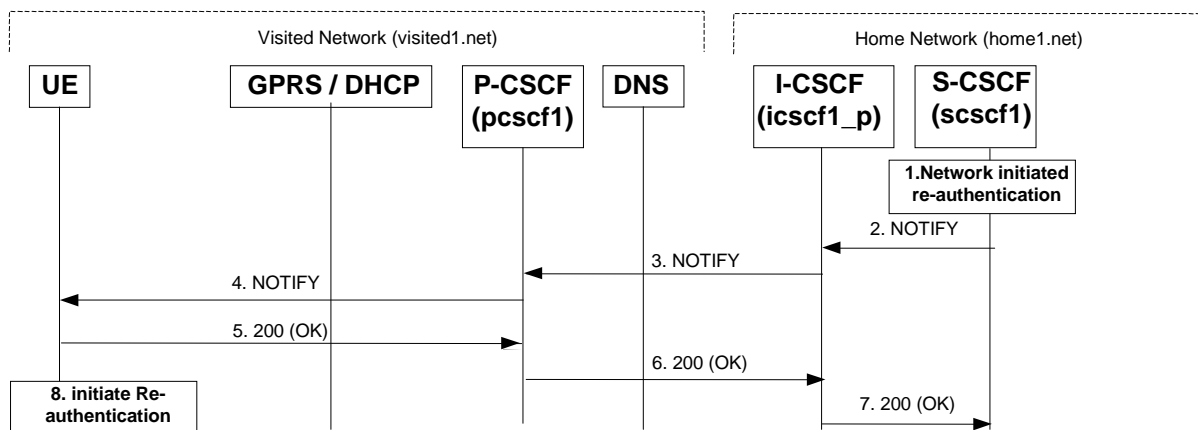 Visited Network (visited1.net)
Home Network (home1.net)
UE
GPRS / DHCP
P-CSCF
(pcscf1)
DNS
I-CSCF
(icscf1_p)
S-CSCF
(scscf1)
1.Network initiated
re-authentication
2. NOTIFY
3. NOTIFY
4. NOTIFY
5. 200 (OK)
6. 200 (OK)
7. 200 (OK)
8. initiate Re-
authentication